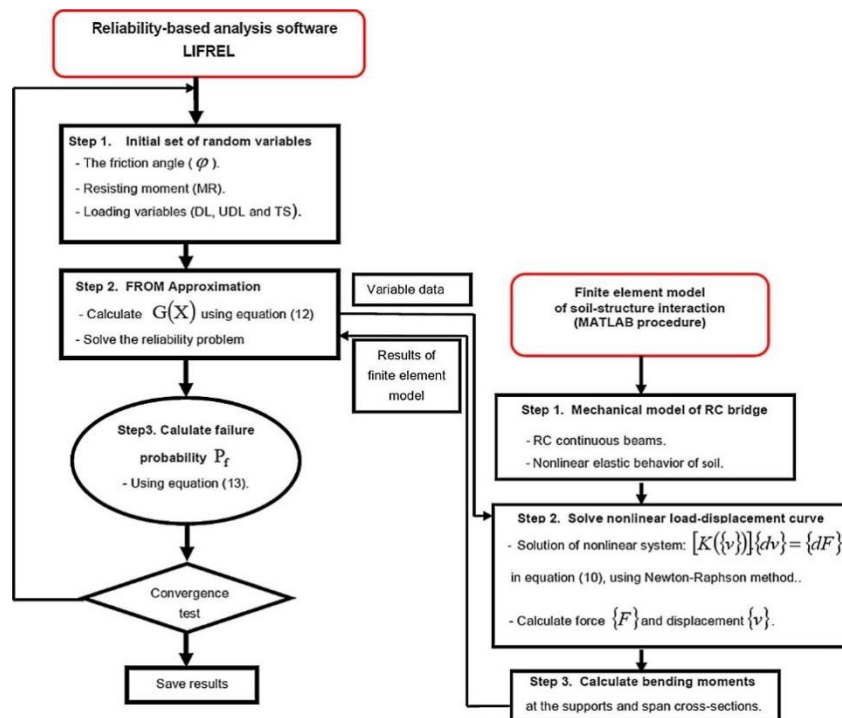 Reliability-based analysis software
LIFREL
Step 1. Initial set of random variables
- The friction angle ( φ ).
- Resisting moment (MR).
- Loading variables (DL, UDL and TS).
Step 2. FROM Approximation
- Calculate G(X) using equation (12)
- Solve the reliability problem
Step3. Calulate failure
probability P_f
- Using equation (13).
Convergence
test
Save results
Variable data
Results of
finite element
model
Finite element model
of soil-structure interaction
(MATLAB procedure)
Step 1. Mechanical model of RC bridge
- RC continuous beams.
- Nonlinear elastic behavior of soil.
Step 2. Solve nonlinear load-displacement curve
- Solution of nonlinear system: [K({v})]{dv}={dF}
in equation (10), using Newton-Raphson method..
- Calculate force {F} and displacement {v}.
Step 3. Calculate bending moments
at the supports and span cross-sections.